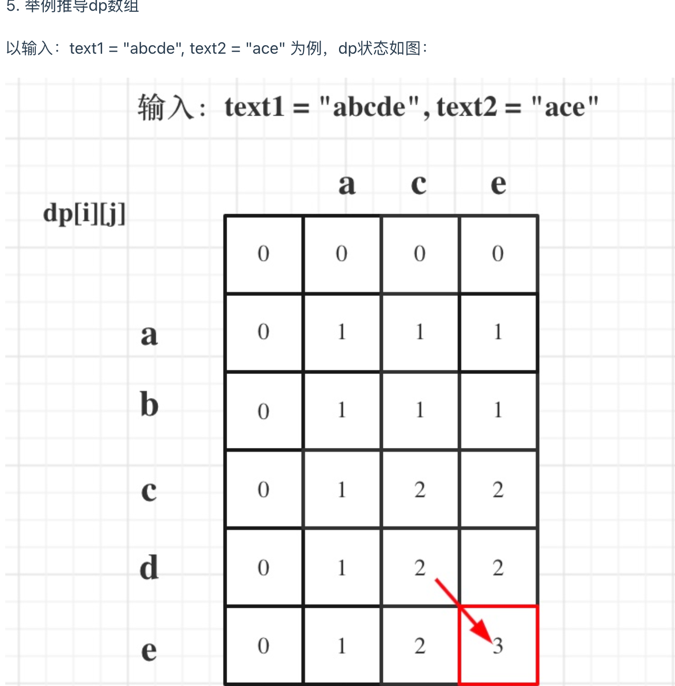 5. 举例推导dp数组
以输入：text1 = "abcde", text2 = "ace" 为例，dp状态如图：
输入：text1 = "abcde", text2 = "ace"
a c e
dp[i][j]
0 0 0 0
a 0 1 1 1
b 0 1 1 1
c 0 1 2 2
d 0 1 2 2
e 0 1 2 3